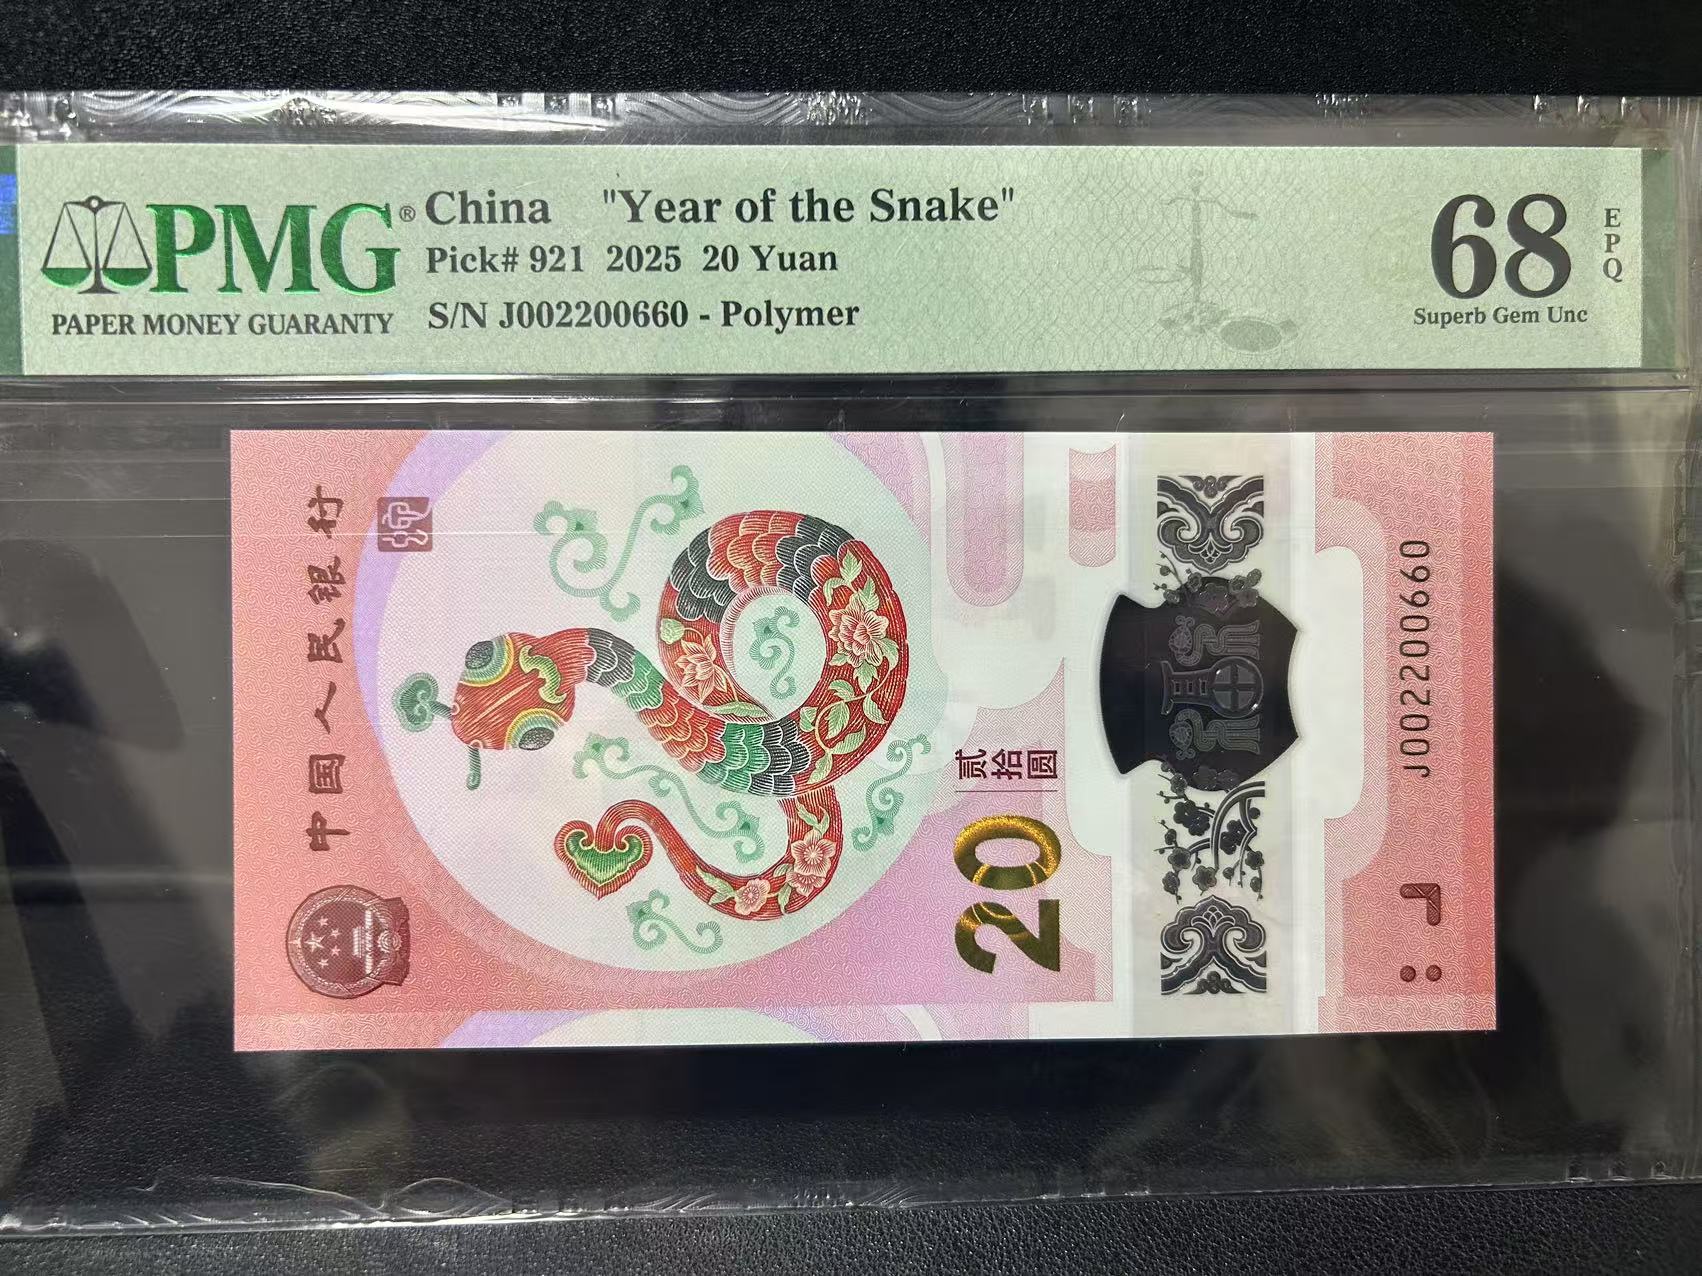 PMG®
PAPER MONEY GUARANTY
China "Year of the Snake"
Pick# 921 2025 20 Yuan
S/N J002200660 - Polymer
68
EPQ
Superb Gem Unc
中国人民银行
贰拾圆
20
J002200660